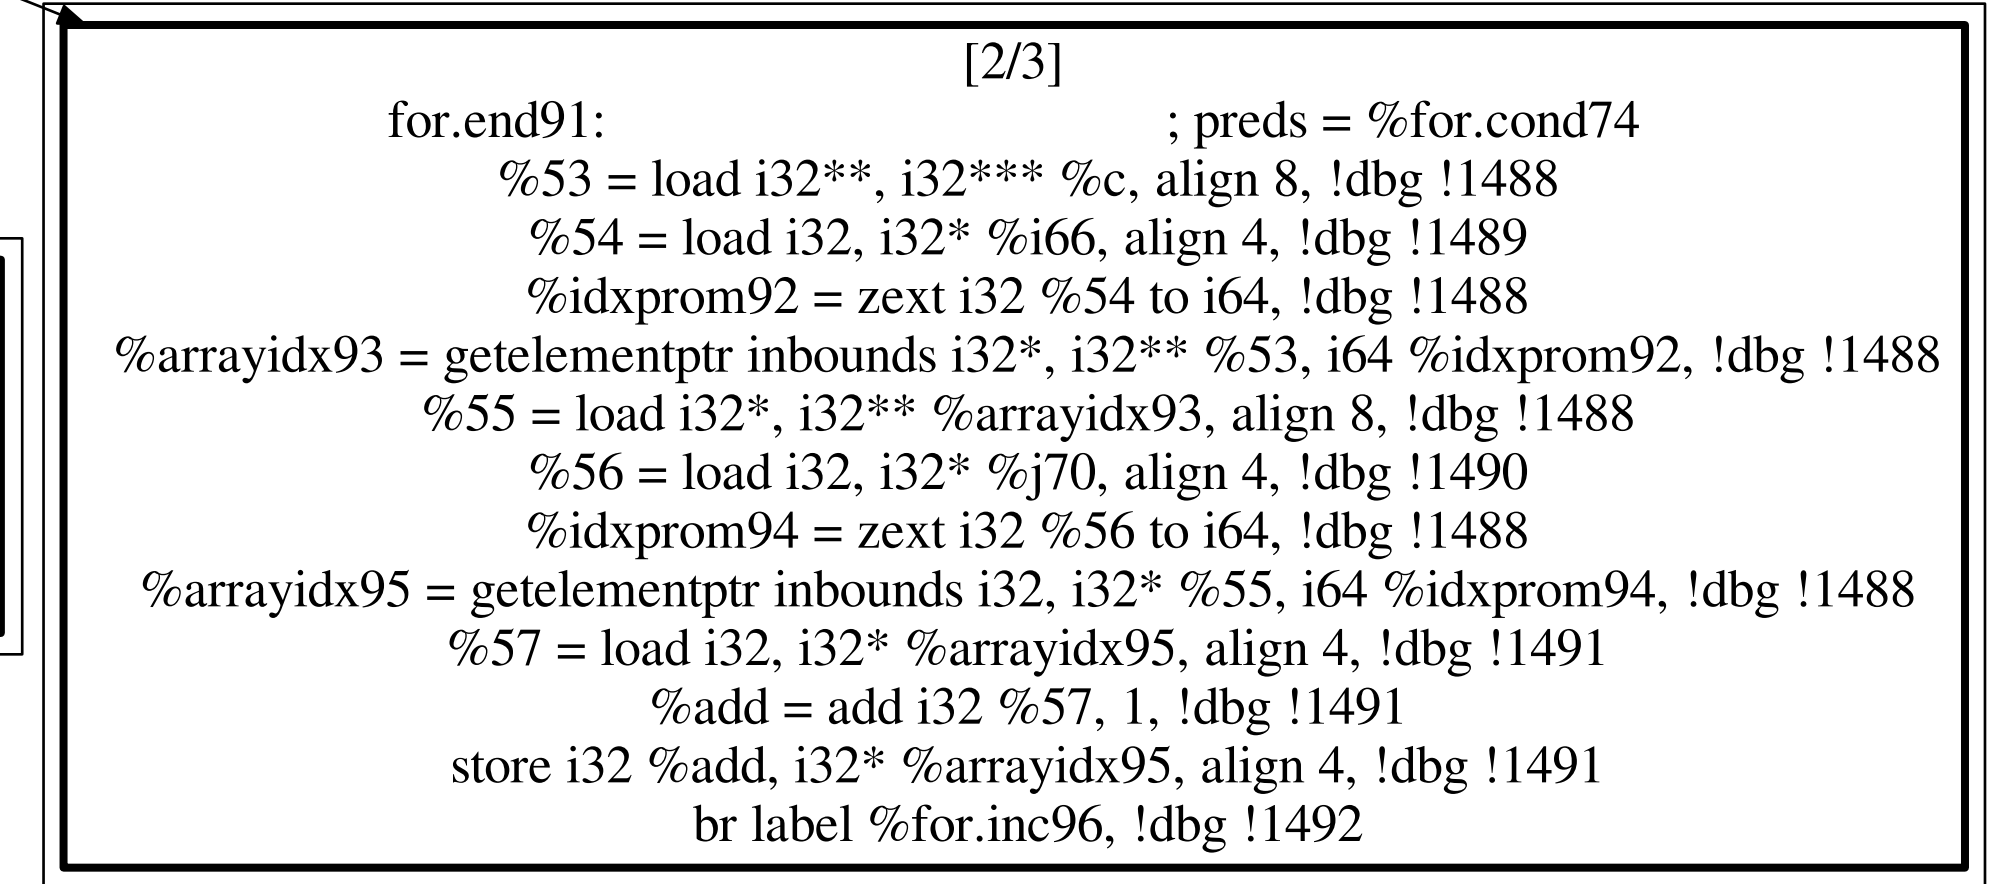 [2/3]
for.end91: ; preds = %for.cond74
%53 = load i32**, i32*** %c, align 8, !dbg !1488
%54 = load i32, i32* %i66, align 4, !dbg !1489
%idxprom92 = zext i32 %54 to i64, !dbg !1488
%arrayidx93 = getelementptr inbounds i32*, i32** %53, i64 %idxprom92, !dbg !1488
%55 = load i32*, i32** %arrayidx93, align 8, !dbg !1488
%56 = load i32, i32* %j70, align 4, !dbg !1490
%idxprom94 = zext i32 %56 to i64, !dbg !1488
%arrayidx95 = getelementptr inbounds i32, i32* %55, i64 %idxprom94, !dbg !1488
%57 = load i32, i32* %arrayidx95, align 4, !dbg !1491
%add = add i32 %57, 1, !dbg !1491
store i32 %add, i32* %arrayidx95, align 4, !dbg !1491
br label %for.inc96, !dbg !1492